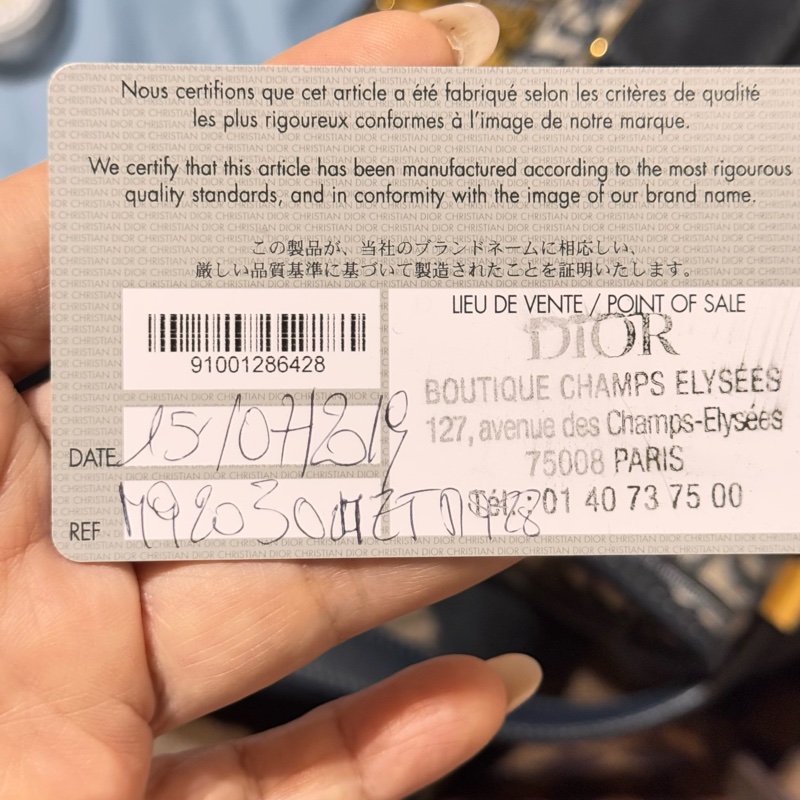 Nous certifions que cet article a été fabriqué selon les critères de qualité
les plus rigoureux conformes à l'image de notre marque.
We certify that this article has been manufactured according to the most rigourous
quality standards, and in conformity with the image of our brand name.
この製品が、当社のブランドネームに相応しい、
厳しい品質基準に基づいて製造されたことを証明いたします。
91001286428
DATE 15/07/2019
REF
LIEU DE VENTE / POINT OF SALE
DIOR
BOUTIQUE CHAMPS ELYSÉES
127, avenue des Champs-Elysées
75008 PARIS
01 40 73 75 00